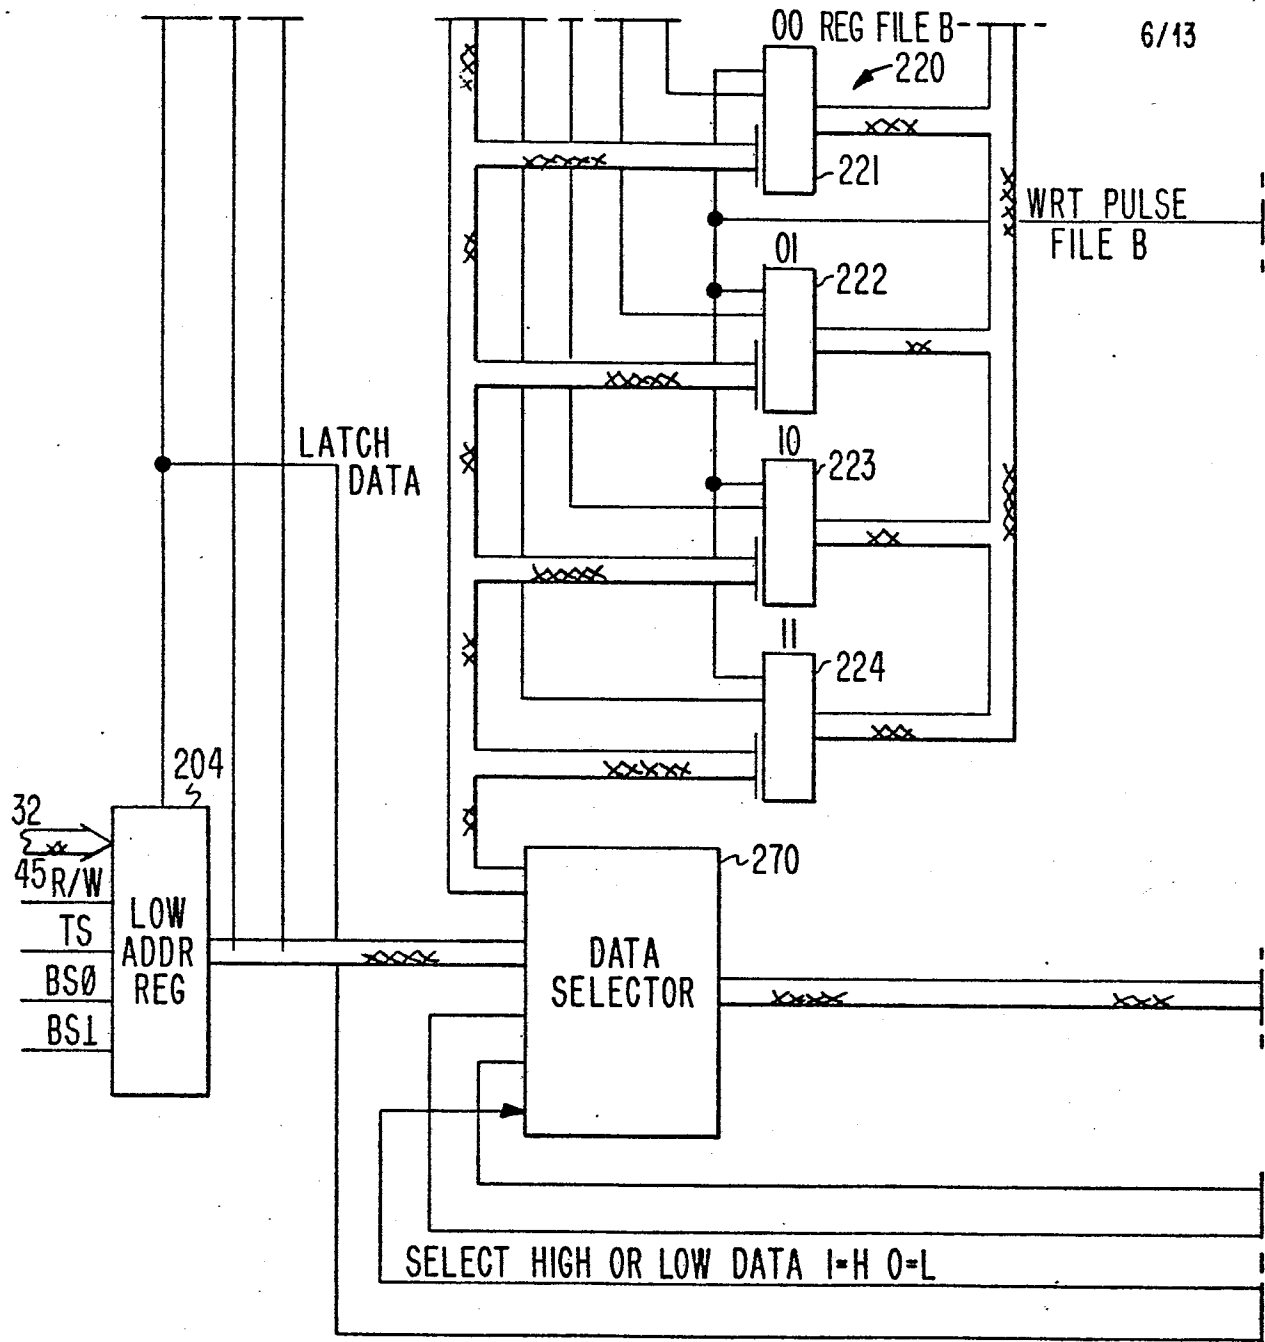 00 REG FILE B
6/13
220
221
WRT PULSE
FILE B
01
222
LATCH
DATA
10
223
11
224
204
32
45
R/W
TS
BSØ
BS1
LOW
ADDR
REG
270
DATA
SELECTOR
SELECT HIGH OR LOW DATA 1=H 0=L